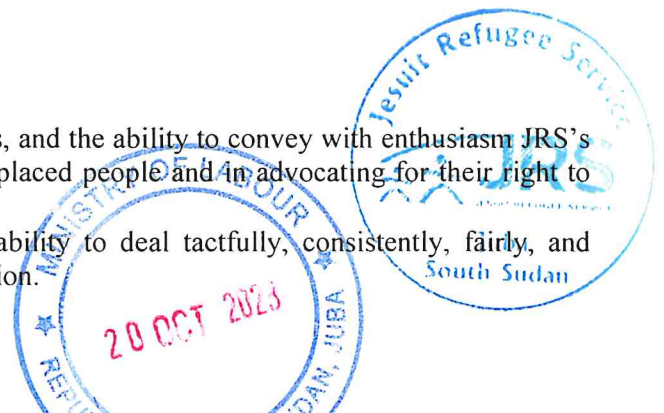 Jesuit Refugee Service
s, and the ability to convey with enthusiasm JRS's
JRS
placed people and in advocating for their right to
MINISTRY OF LABOUR
ability to deal tactfully, consistently, fairly, and
South Sudan
ion.
20 OCT 2023
DAN, JUBA